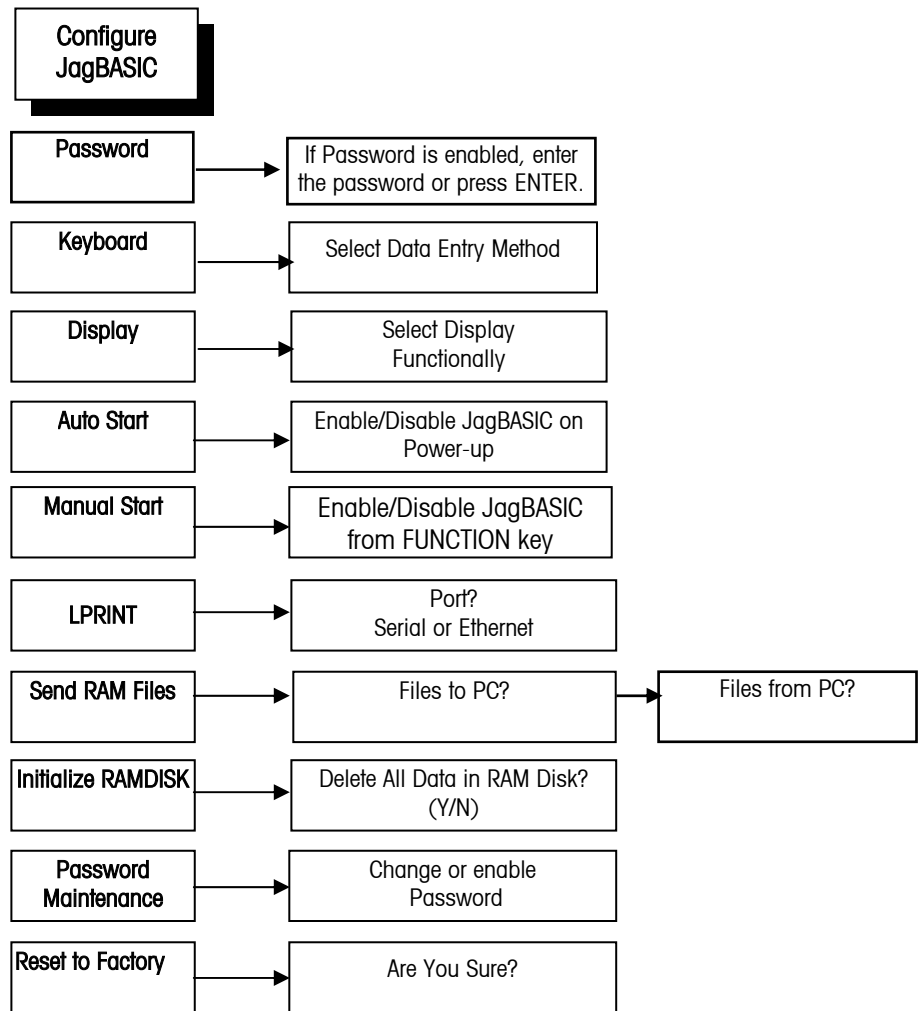 Configure
JagBASIC
Password
If Password is enabled, enter
the password or press ENTER.
Keyboard
Select Data Entry Method
Display
Select Display
Functionally
Auto Start
Enable/Disable JagBASIC on
Power-up
Manual Start
Enable/Disable JagBASIC
from FUNCTION key
LPRINT
Port?
Serial or Ethernet
Send RAM Files
Files to PC?
Files from PC?
Initialize RAMDISK
Delete All Data in RAM Disk?
(Y/N)
Password
Maintenance
Change or enable
Password
Reset to Factory
Are You Sure?